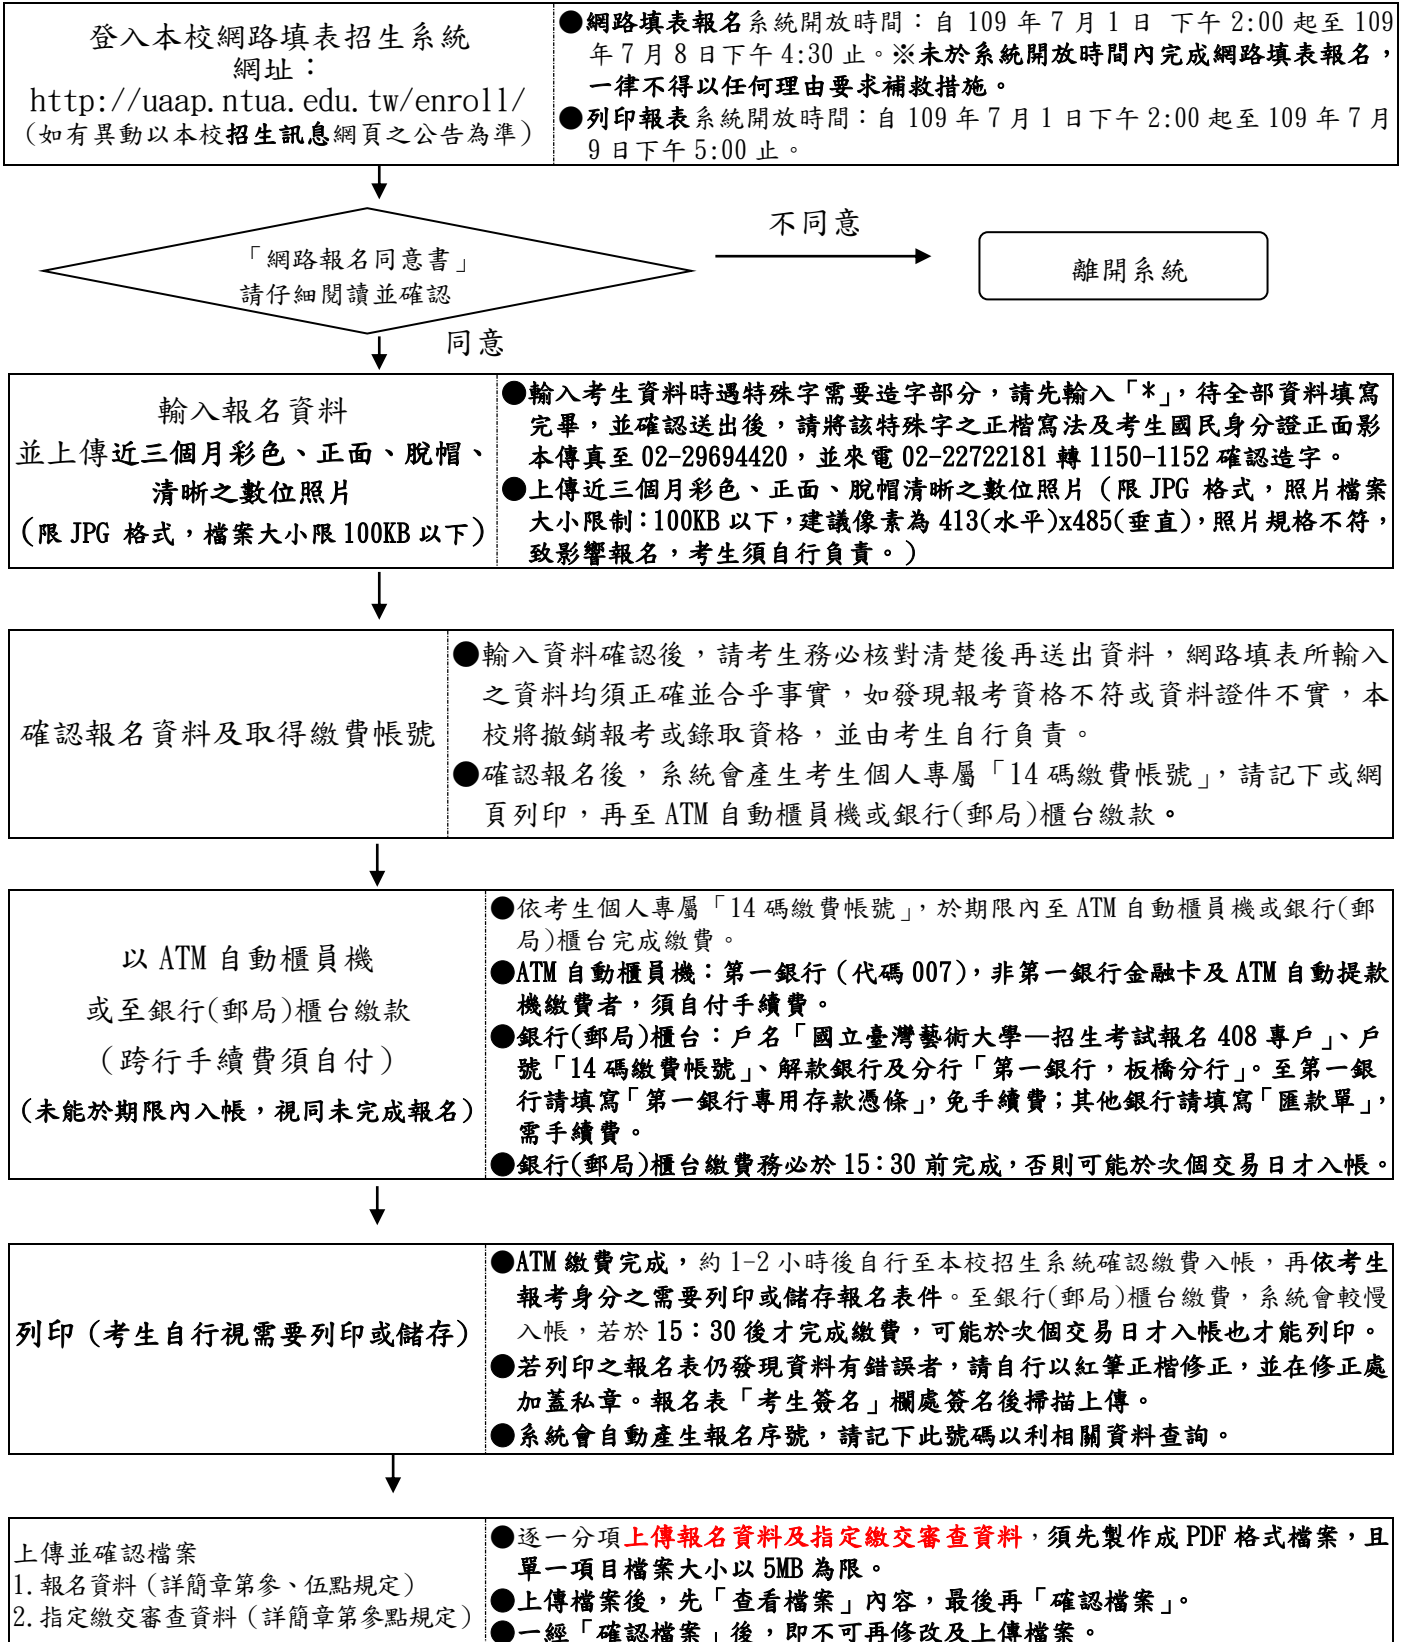 登入本校網路填表招生系統
網址：
http://uaap.ntua.edu.tw/enroll/
(如有異動以本校招生訊息網頁之公告為準)
●網路填表報名系統開放時間：自 109 年 7 月 1 日 下午 2:00 起至 109
年 7 月 8 日下午 4:30 止。※未於系統開放時間內完成網路填表報名，
一律不得以任何理由要求補救措施。
●列印報表系統開放時間：自 109 年 7 月 1 日下午 2:00 起至 109 年 7 月
9 日下午 5:00 止。
「網路報名同意書」
請仔細閱讀並確認
不同意
離開系統
同意
輸入報名資料
並上傳近三個月彩色、正面、脫帽、
清晰之數位照片
(限 JPG 格式，檔案大小限 100KB 以下)
●輸入考生資料時遇特殊字需要造字部分，請先輸入「*」，待全部資料填寫
完畢，並確認送出後，請將該特殊字之正楷寫法及考生國民身分證正面影
本傳真至 02-29694420，並來電 02-22722181 轉 1150-1152 確認造字。
●上傳近三個月彩色、正面、脫帽清晰之數位照片（限 JPG 格式，照片檔案
大小限制：100KB 以下，建議像素為 413(水平)x485(垂直)，照片規格不符，
致影響報名，考生須自行負責。）
確認報名資料及取得繳費帳號
●輸入資料確認後，請考生務必核對清楚後再送出資料，網路填表所輸入
之資料均須正確並合乎事實，如發現報考資格不符或資料證件不實，本
校將撤銷報考或錄取資格，並由考生自行負責。
●確認報名後，系統會產生考生個人專屬「14 碼繳費帳號」，請記下或網
頁列印，再至 ATM 自動櫃員機或銀行(郵局)櫃台繳款。
以 ATM 自動櫃員機
或至銀行(郵局)櫃台繳款
（跨行手續費須自付）
(未能於期限內入帳，視同未完成報名)
●依考生個人專屬「14 碼繳費帳號」，於期限內至 ATM 自動櫃員機或銀行(郵
局)櫃台完成繳費。
●ATM 自動櫃員機：第一銀行（代碼 007），非第一銀行金融卡及 ATM 自動提款
機繳費者，須自付手續費。
●銀行(郵局)櫃台：戶名「國立臺灣藝術大學—招生考試報名 408 專戶」、戶
號「14 碼繳費帳號」、解款銀行及分行「第一銀行，板橋分行」。至第一銀
行請填寫「第一銀行專用存款憑條」，免手續費；其他銀行請填寫「匯款單」，
需手續費。
●銀行(郵局)櫃台繳費務必於 15：30 前完成，否則可能於次個交易日才入帳。
列印（考生自行視需要列印或儲存）
●ATM 繳費完成，約 1-2 小時後自行至本校招生系統確認繳費入帳，再依考生
報考身分之需要列印或儲存報名表件。至銀行(郵局)櫃台繳費，系統會較慢
入帳，若於 15：30 後才完成繳費，可能於次個交易日才入帳也才能列印。
●若列印之報名表仍發現資料有錯誤者，請自行以紅筆正楷修正，並在修正處
加蓋私章。報名表「考生簽名」欄處簽名後掃描上傳。
●系統會自動產生報名序號，請記下此號碼以利相關資料查詢。
上傳並確認檔案
1.報名資料（詳簡章第參、伍點規定）
2.指定繳交審查資料（詳簡章第參點規定）
●逐一分項上傳報名資料及指定繳交審查資料，須先製作成 PDF 格式檔案，且
單一項目檔案大小以 5MB 為限。
●上傳檔案後，先「查看檔案」內容，最後再「確認檔案」。
●一經「確認檔案」後，即不可再修改及上傳檔案。